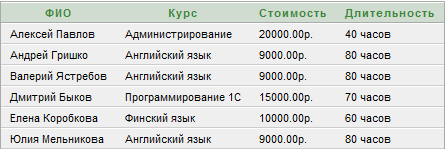 ФИО Курс Стоимость Длительность
Алексей Павлов Администрирование 20000.00р. 40 часов
Андрей Гришко Английский язык 9000.00р. 80 часов
Валерий Ястребов Английский язык 9000.00р. 80 часов
Дмитрий Быков Программирование 1С 15000.00р. 70 часов
Елена Коробкова Финский язык 10000.00р. 60 часов
Юлия Мельникова Английский язык 9000.00р. 80 часов